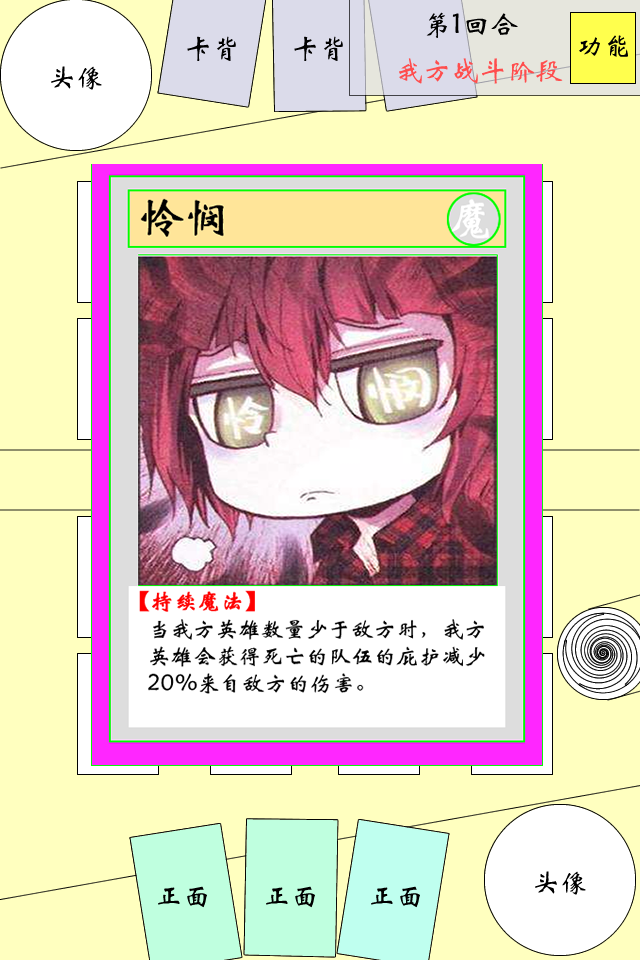 第1回合
功能
卡背
卡背
头像
我方战斗阶段
怜悯
魔
怜悯
【持续魔法】
当我方英雄数量少于敌方时，我方
英雄会获得死亡的队伍的庇护减少
20%来自敌方的伤害。
正面
正面
正面
头像